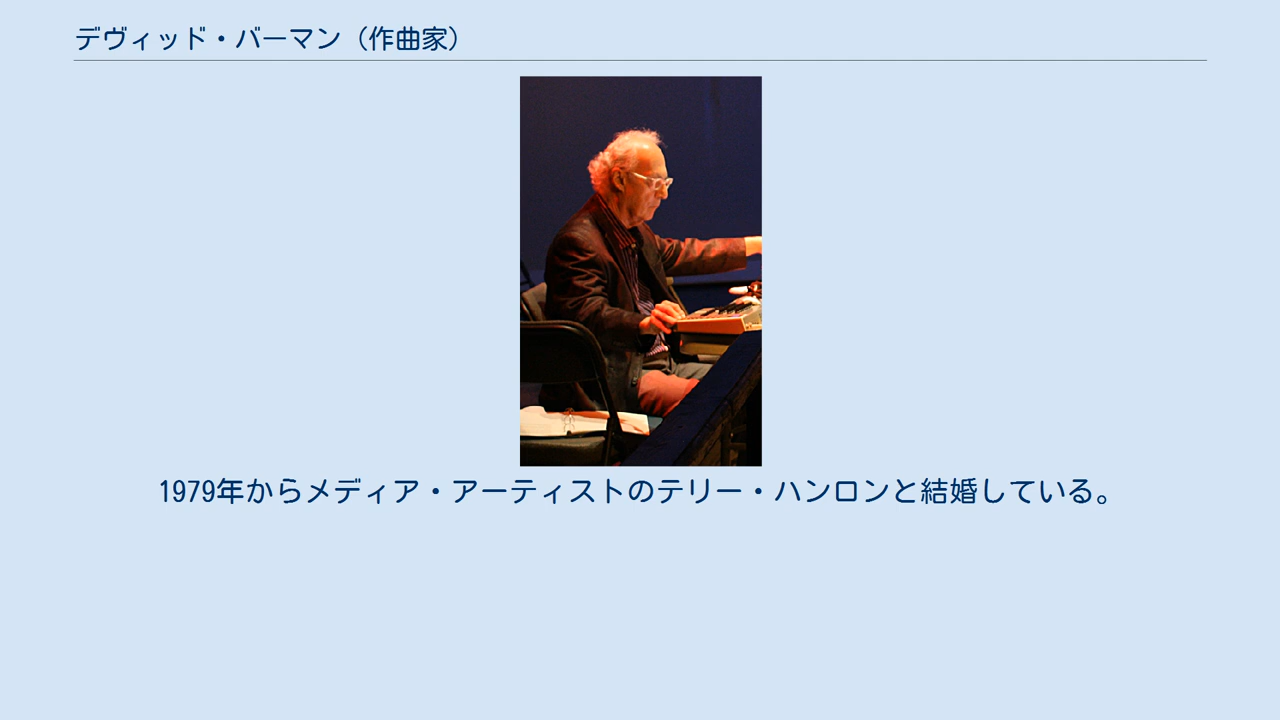 デヴィッド・バーマン（作曲家）
1979年からメディア・アーティストのテリー・ハンロンと結婚している。